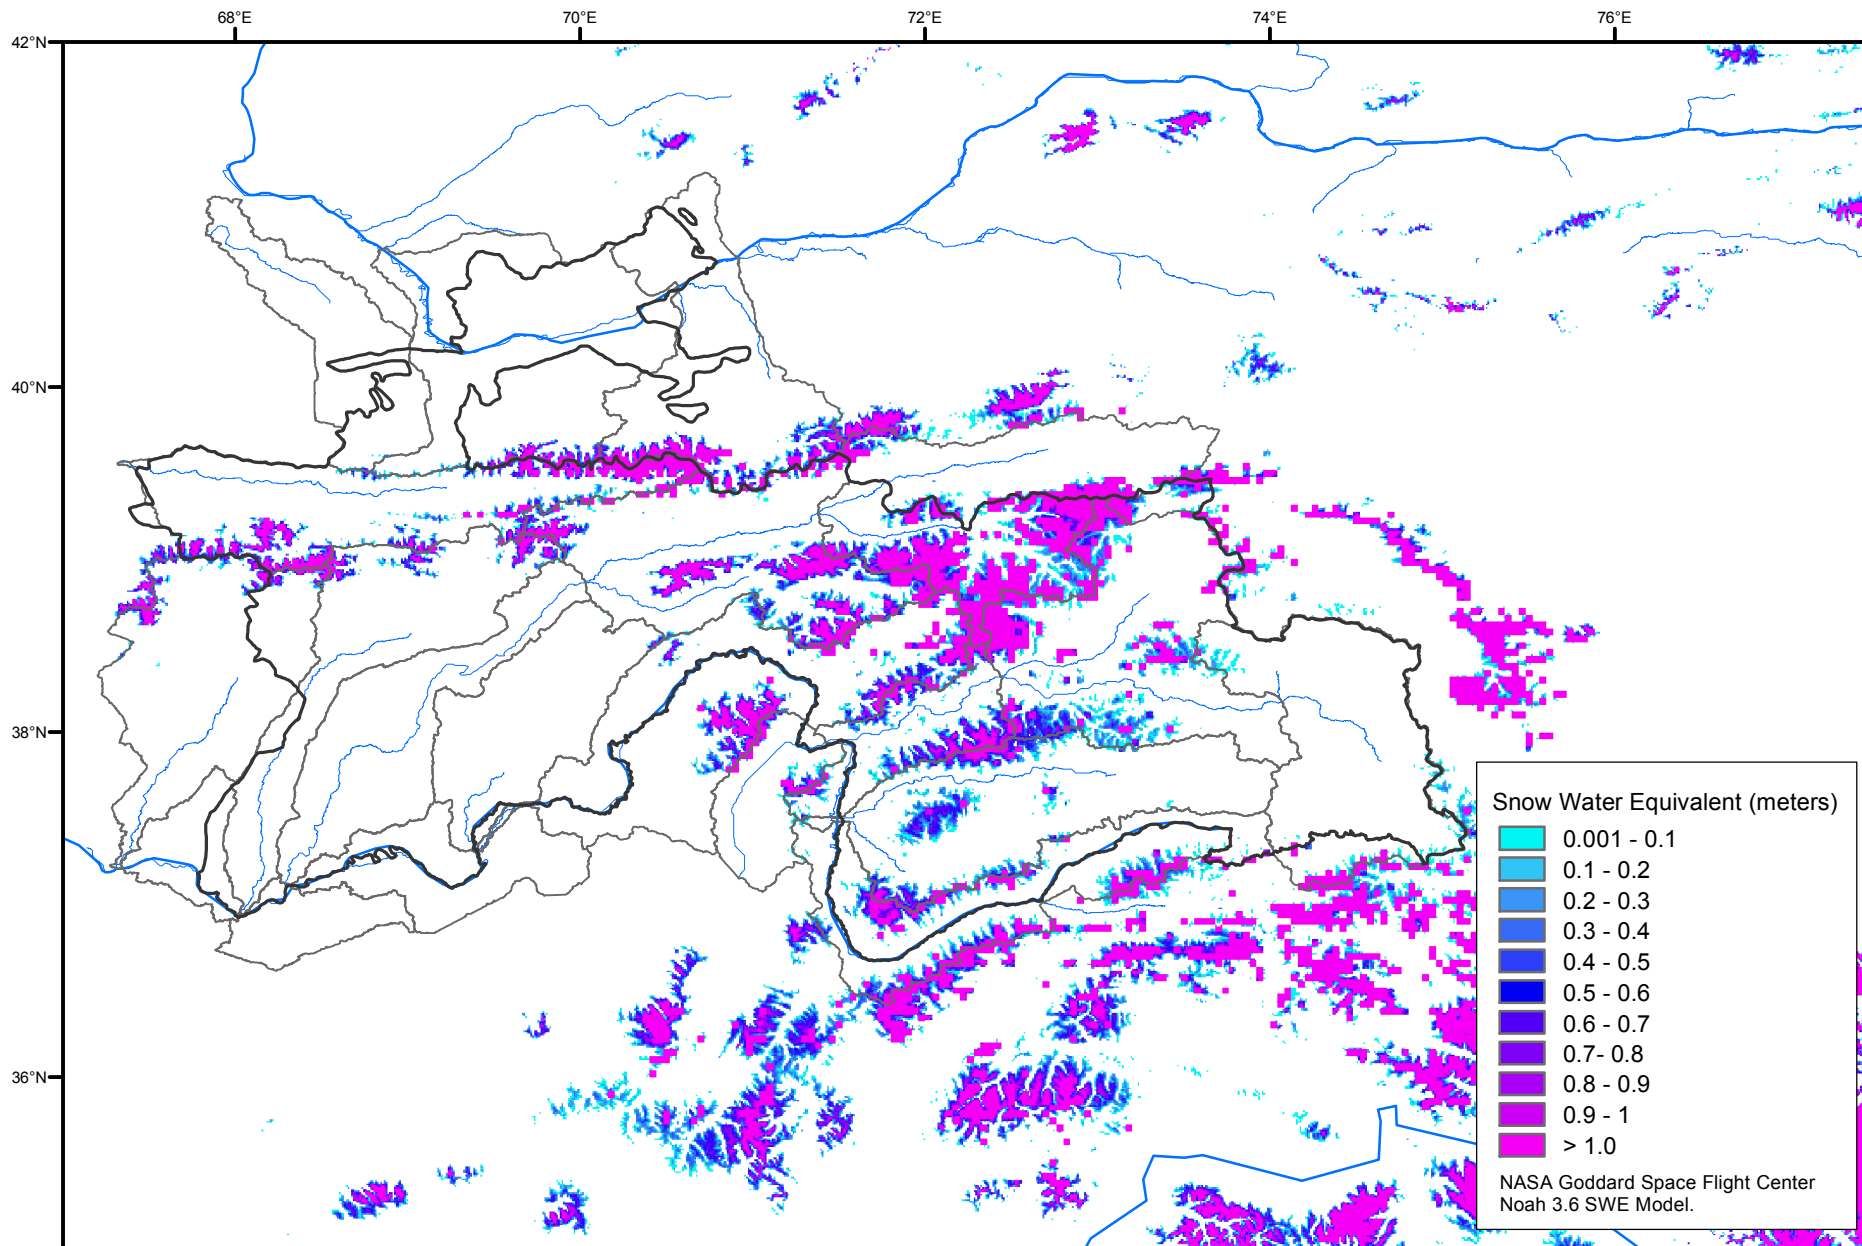 68°E
70°E
72°E
74°E
76°E
42°N
40°N
38°N
36°N
Snow Water Equivalent (meters)
0.001 - 0.1
0.1 - 0.2
0.2 - 0.3
0.3 - 0.4
0.4 - 0.5
0.5 - 0.6
0.6 - 0.7
0.7- 0.8
0.8 - 0.9
0.9 - 1
> 1.0
NASA Goddard Space Flight Center
Noah 3.6 SWE Model.